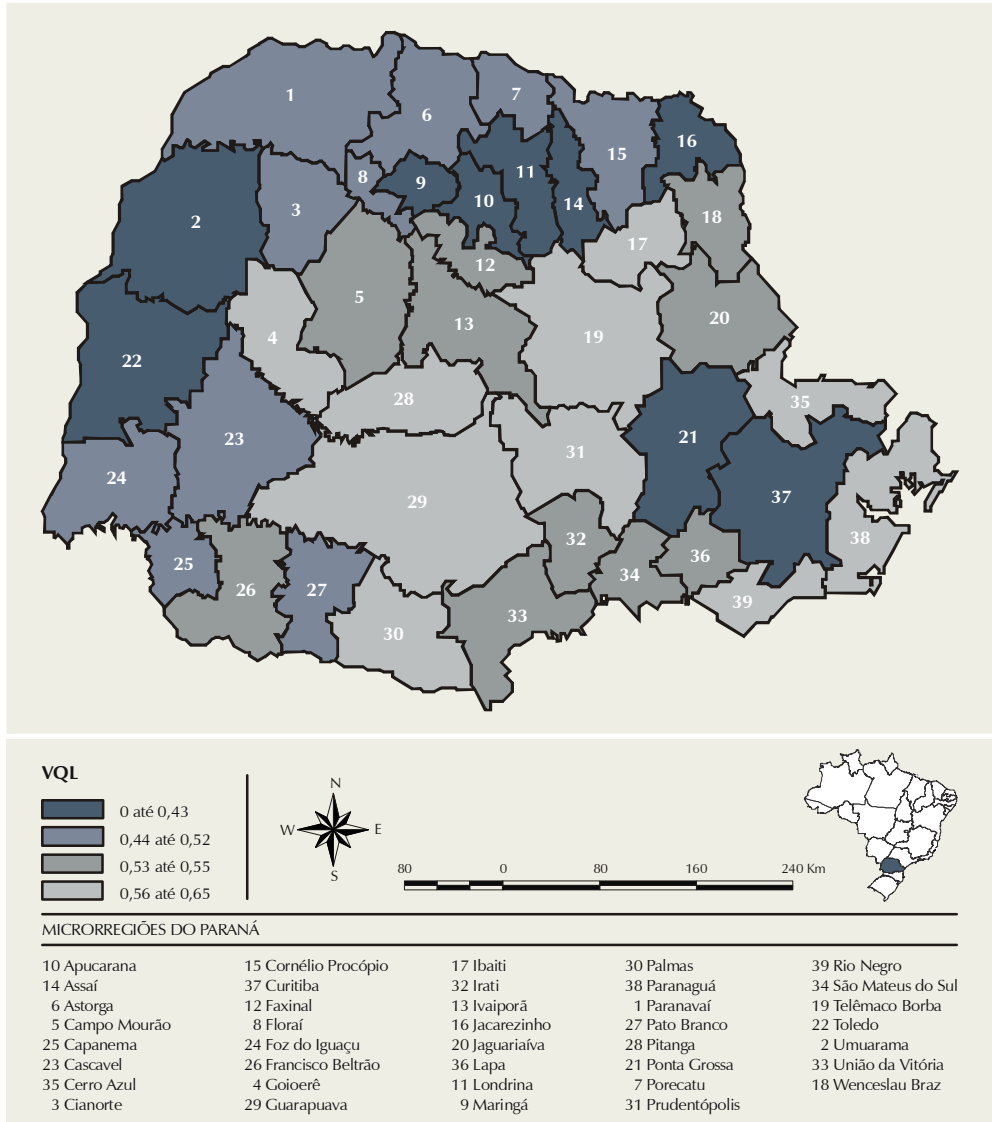 1
6
7
15
16
8
9
11
10
14
2
3
18
17
12
5
13
4
19
20
22
28
35
23
21
31
24
29
37
32
38
36
25
26
27
34
39
33
30
VQL
0 até 0,43
0,44 até 0,52
0,53 até 0,55
0,56 até 0,65
N
W E
S
80 0 80 160 240 Km
MICRORREGIÕES DO PARANÁ
10 Apucarana
14 Assaí
6 Astorga
5 Campo Mourão
25 Capanema
23 Cascavel
35 Cerro Azul
3 Cianorte
15 Cornélio Procópio
37 Curitiba
12 Faxinal
8 Floraí
24 Foz do Iguaçu
26 Francisco Beltrão
4 Goioerê
29 Guarapuava
17 Ibaiti
32 Irati
13 Ivaiporã
16 Jacarezinho
20 Jaguariaíva
36 Lapa
11 Londrina
9 Maringá
30 Palmas
38 Paranaguá
1 Paranavaí
27 Pato Branco
28 Pitanga
21 Ponta Grossa
7 Porecatu
31 Prudentópolis
39 Rio Negro
34 São Mateus do Sul
19 Telêmaco Borba
22 Toledo
2 Umuarama
33 União da Vitória
18 Wenceslau Braz